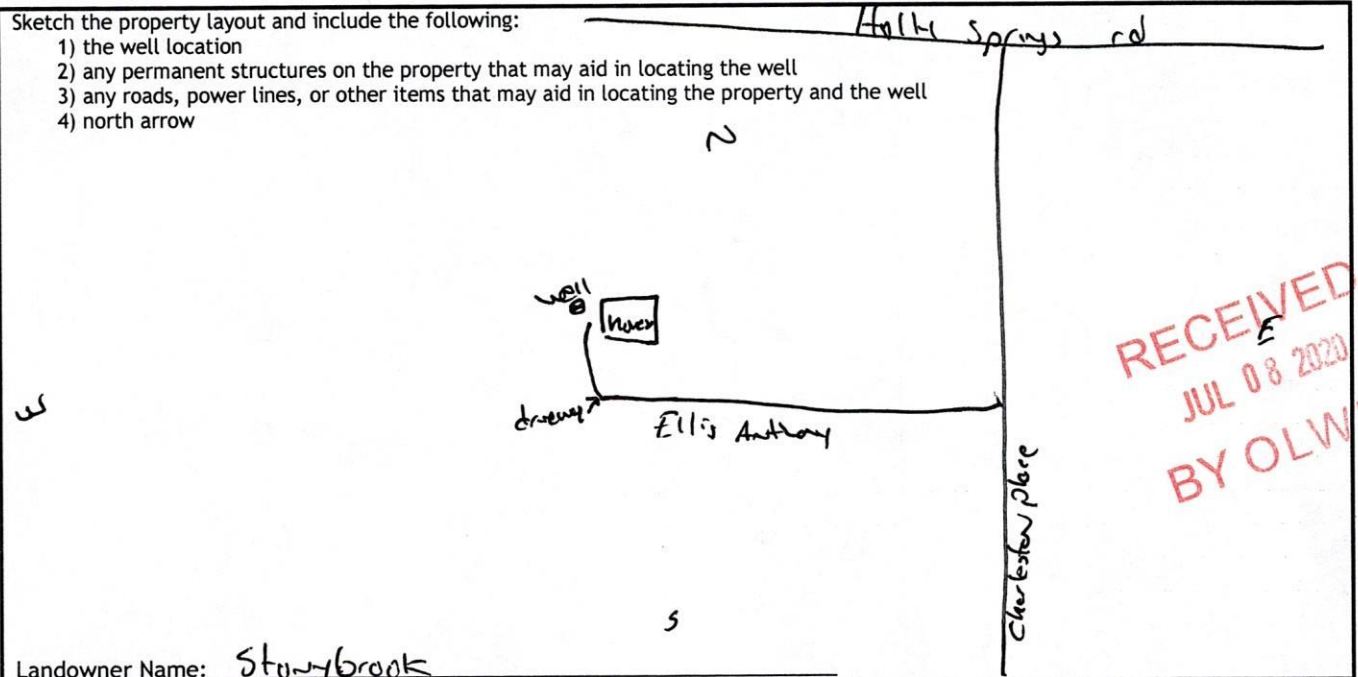 Sketch the property layout and include the following:
Holly Springs rd
1) the well location
2) any permanent structures on the property that may aid in locating the well
3) any roads, power lines, or other items that may aid in locating the property and the well
4) north arrow
N
well
RECEIVED
E
JUL 08 2020
BY OLW
W
driveway
Ellis Anthony
Charleston place
S
Landowner Name: Stonybrook